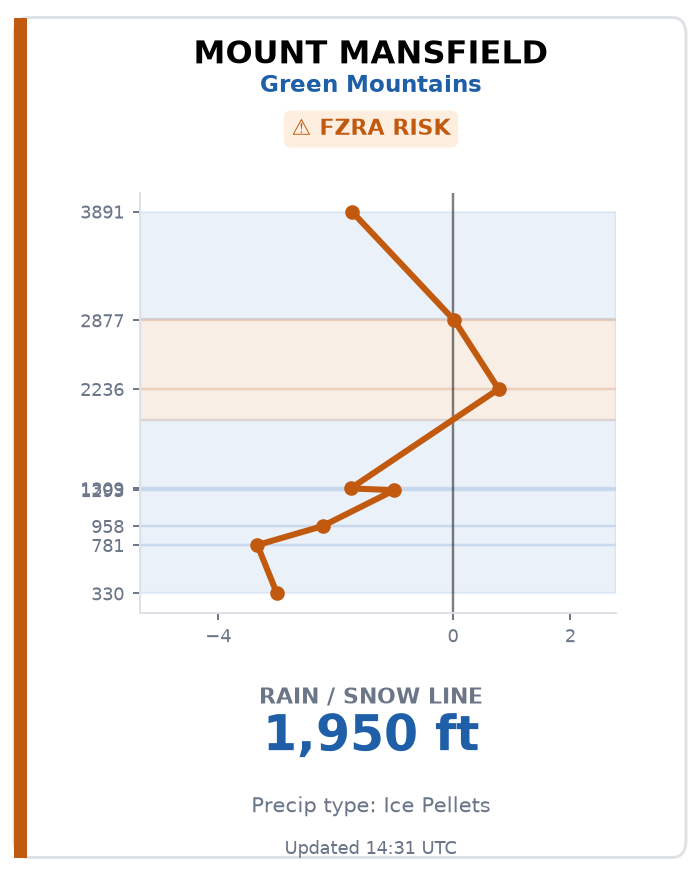 MOUNT MANSFIELD
Green Mountains
⚠ FZRA RISK
3891
2877
2236
958
781
330
−4 0 2
RAIN / SNOW LINE
1,950 ft
Precip type: Ice Pellets
Updated 14:31 UTC